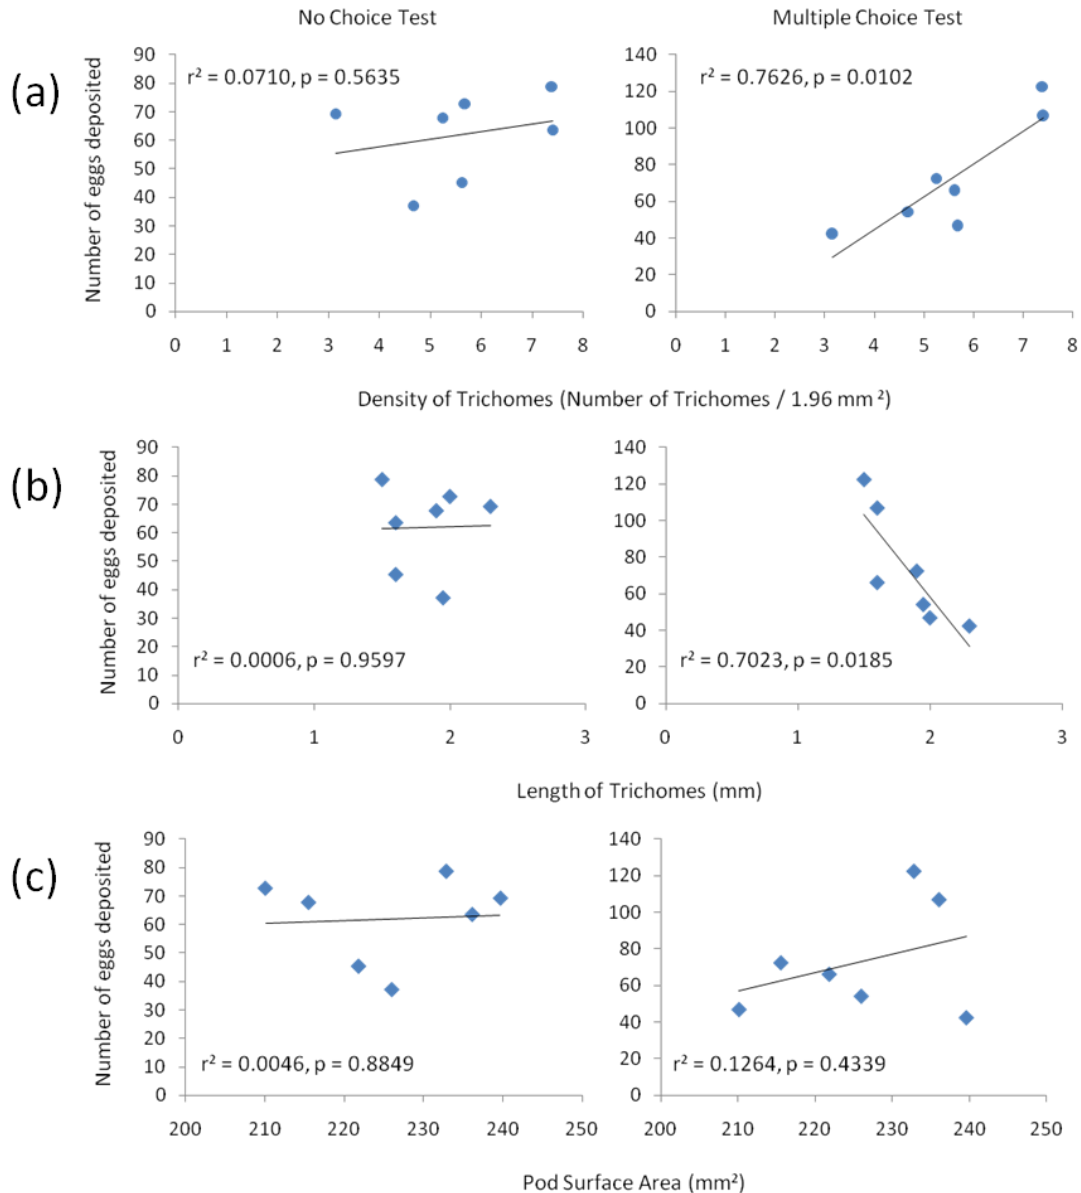 No Choice Test
Multiple Choice Test
(a)
Number of eggs deposited
90
80
70
60
50
40
30
20
10
0
r² = 0.0710, p = 0.5635
0 1 2 3 4 5 6 7 8
140
120
100
80
60
40
20
0
r² = 0.7626, p = 0.0102
0 1 2 3 4 5 6 7 8
Density of Trichomes (Number of Trichomes / 1.96 mm²)
(b)
Number of eggs deposited
90
80
70
60
50
40
30
20
10
0
r² = 0.0006, p = 0.9597
0 1 2 3
140
120
100
80
60
40
20
0
r² = 0.7023, p = 0.0185
0 1 2 3
Length of Trichomes (mm)
(c)
Number of eggs deposited
90
80
70
60
50
40
30
20
10
0
r² = 0.0046, p = 0.8849
200 210 220 230 240 250
140
120
100
80
60
40
20
0
r² = 0.1264, p = 0.4339
200 210 220 230 240 250
Pod Surface Area (mm²)